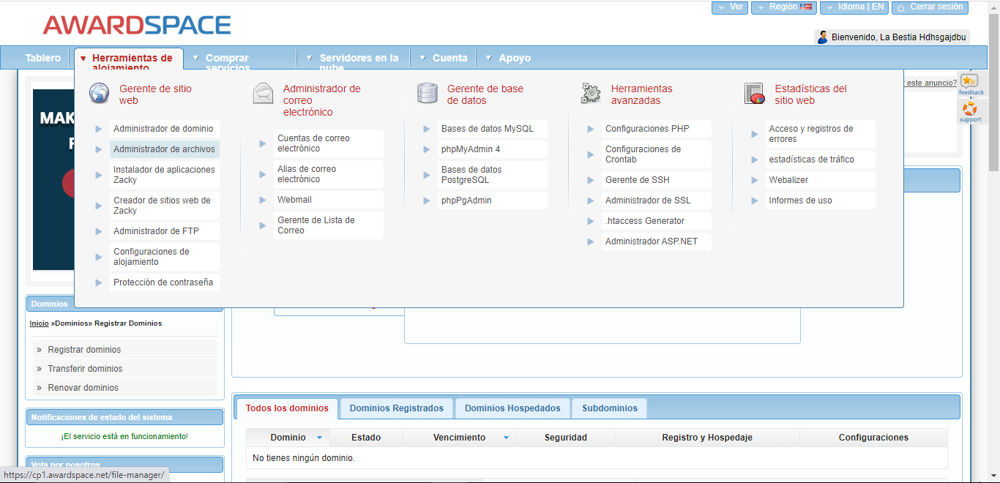 Ver
Región
Idioma | EN
Cerrar sesión
AWARDSPACE
Bienvenido, La Bestia Hdhsgajdbu
Tablero
Herramientas de
alojamiento
Comprar
servicios
Servidores en la
nube
Cuenta
Apoyo
Gerente de sitio
web
Administrador de dominio
Administrador de archivos
Instalador de aplicaciones
Zacky
Creador de sitios web de
Zacky
Administrador de FTP
Configuraciones de
alojamiento
Protección de contraseña
Administrador de
correo
electrónico
Cuentas de correo
electrónico
Alias de correo
electrónico
Webmail
Gerente de Lista de
Correo
Gerente de base
de datos
Bases de datos MySQL
phpMyAdmin 4
Bases de datos
PostgreSQL
phpPgAdmin
Herramientas
avanzadas
Configuraciones PHP
Configuraciones de
Crontab
Gerente de SSH
Administrador de SSL
.htaccess Generator
Administrador ASP.NET
Estadísticas del
sitio web
Acceso y registros de
errores
estadísticas de tráfico
Webalizer
Informes de uso
este anuncio?
feedback
support
MAK
Dominios
Inicio »Dominios» Registrar Dominios
» Registrar dominios
» Transferir dominios
» Renovar dominios
Notificaciones de estado del sistema
¡El servicio está en funcionamiento!
Vota por nosotros
Todos los dominios
Dominios Registrados
Dominios Hospedados
Subdominios
Dominio
Estado
Vencimiento
Seguridad
Registro y Hospedaje
Configuraciones
No tienes ningún dominio.
https://cp1.awardspace.net/file-manager/